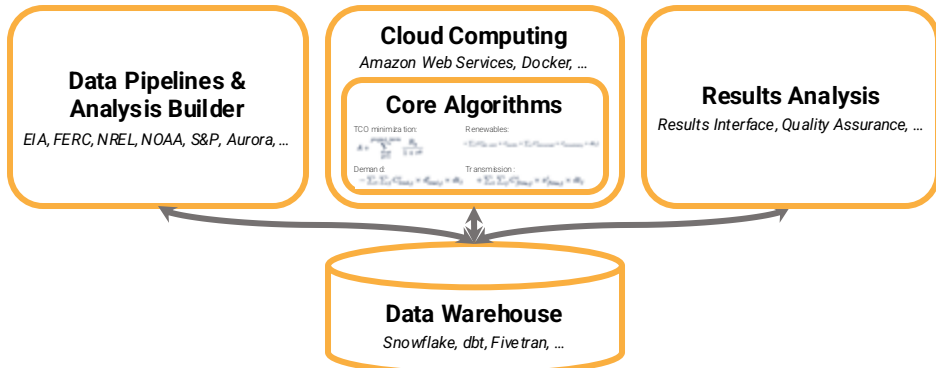 Data Pipelines &
Analysis Builder
EIA, FERC, NREL, NOAA, S&P, Aurora, ...
Cloud Computing
Amazon Web Services, Docker, ...
Core Algorithms
TCO minimization:
Renewables:
Demand:
Transmission:
Results Analysis
Results Interface, Quality Assurance, ...
Data Warehouse
Snowflake, dbt, Fivetran, ...